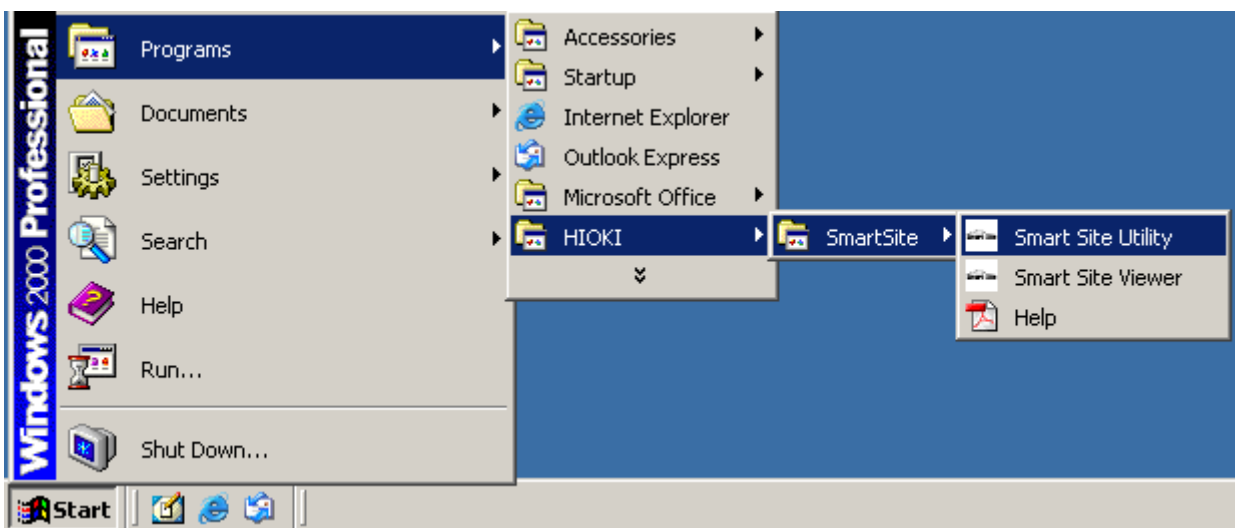 Windows 2000 Professional
Programs
Documents
Settings
Search
Help
Run...
Shut Down...
Accessories
Startup
Internet Explorer
Outlook Express
Microsoft Office
HIOKI
SmartSite
Smart Site Utility
Smart Site Viewer
Help
Start